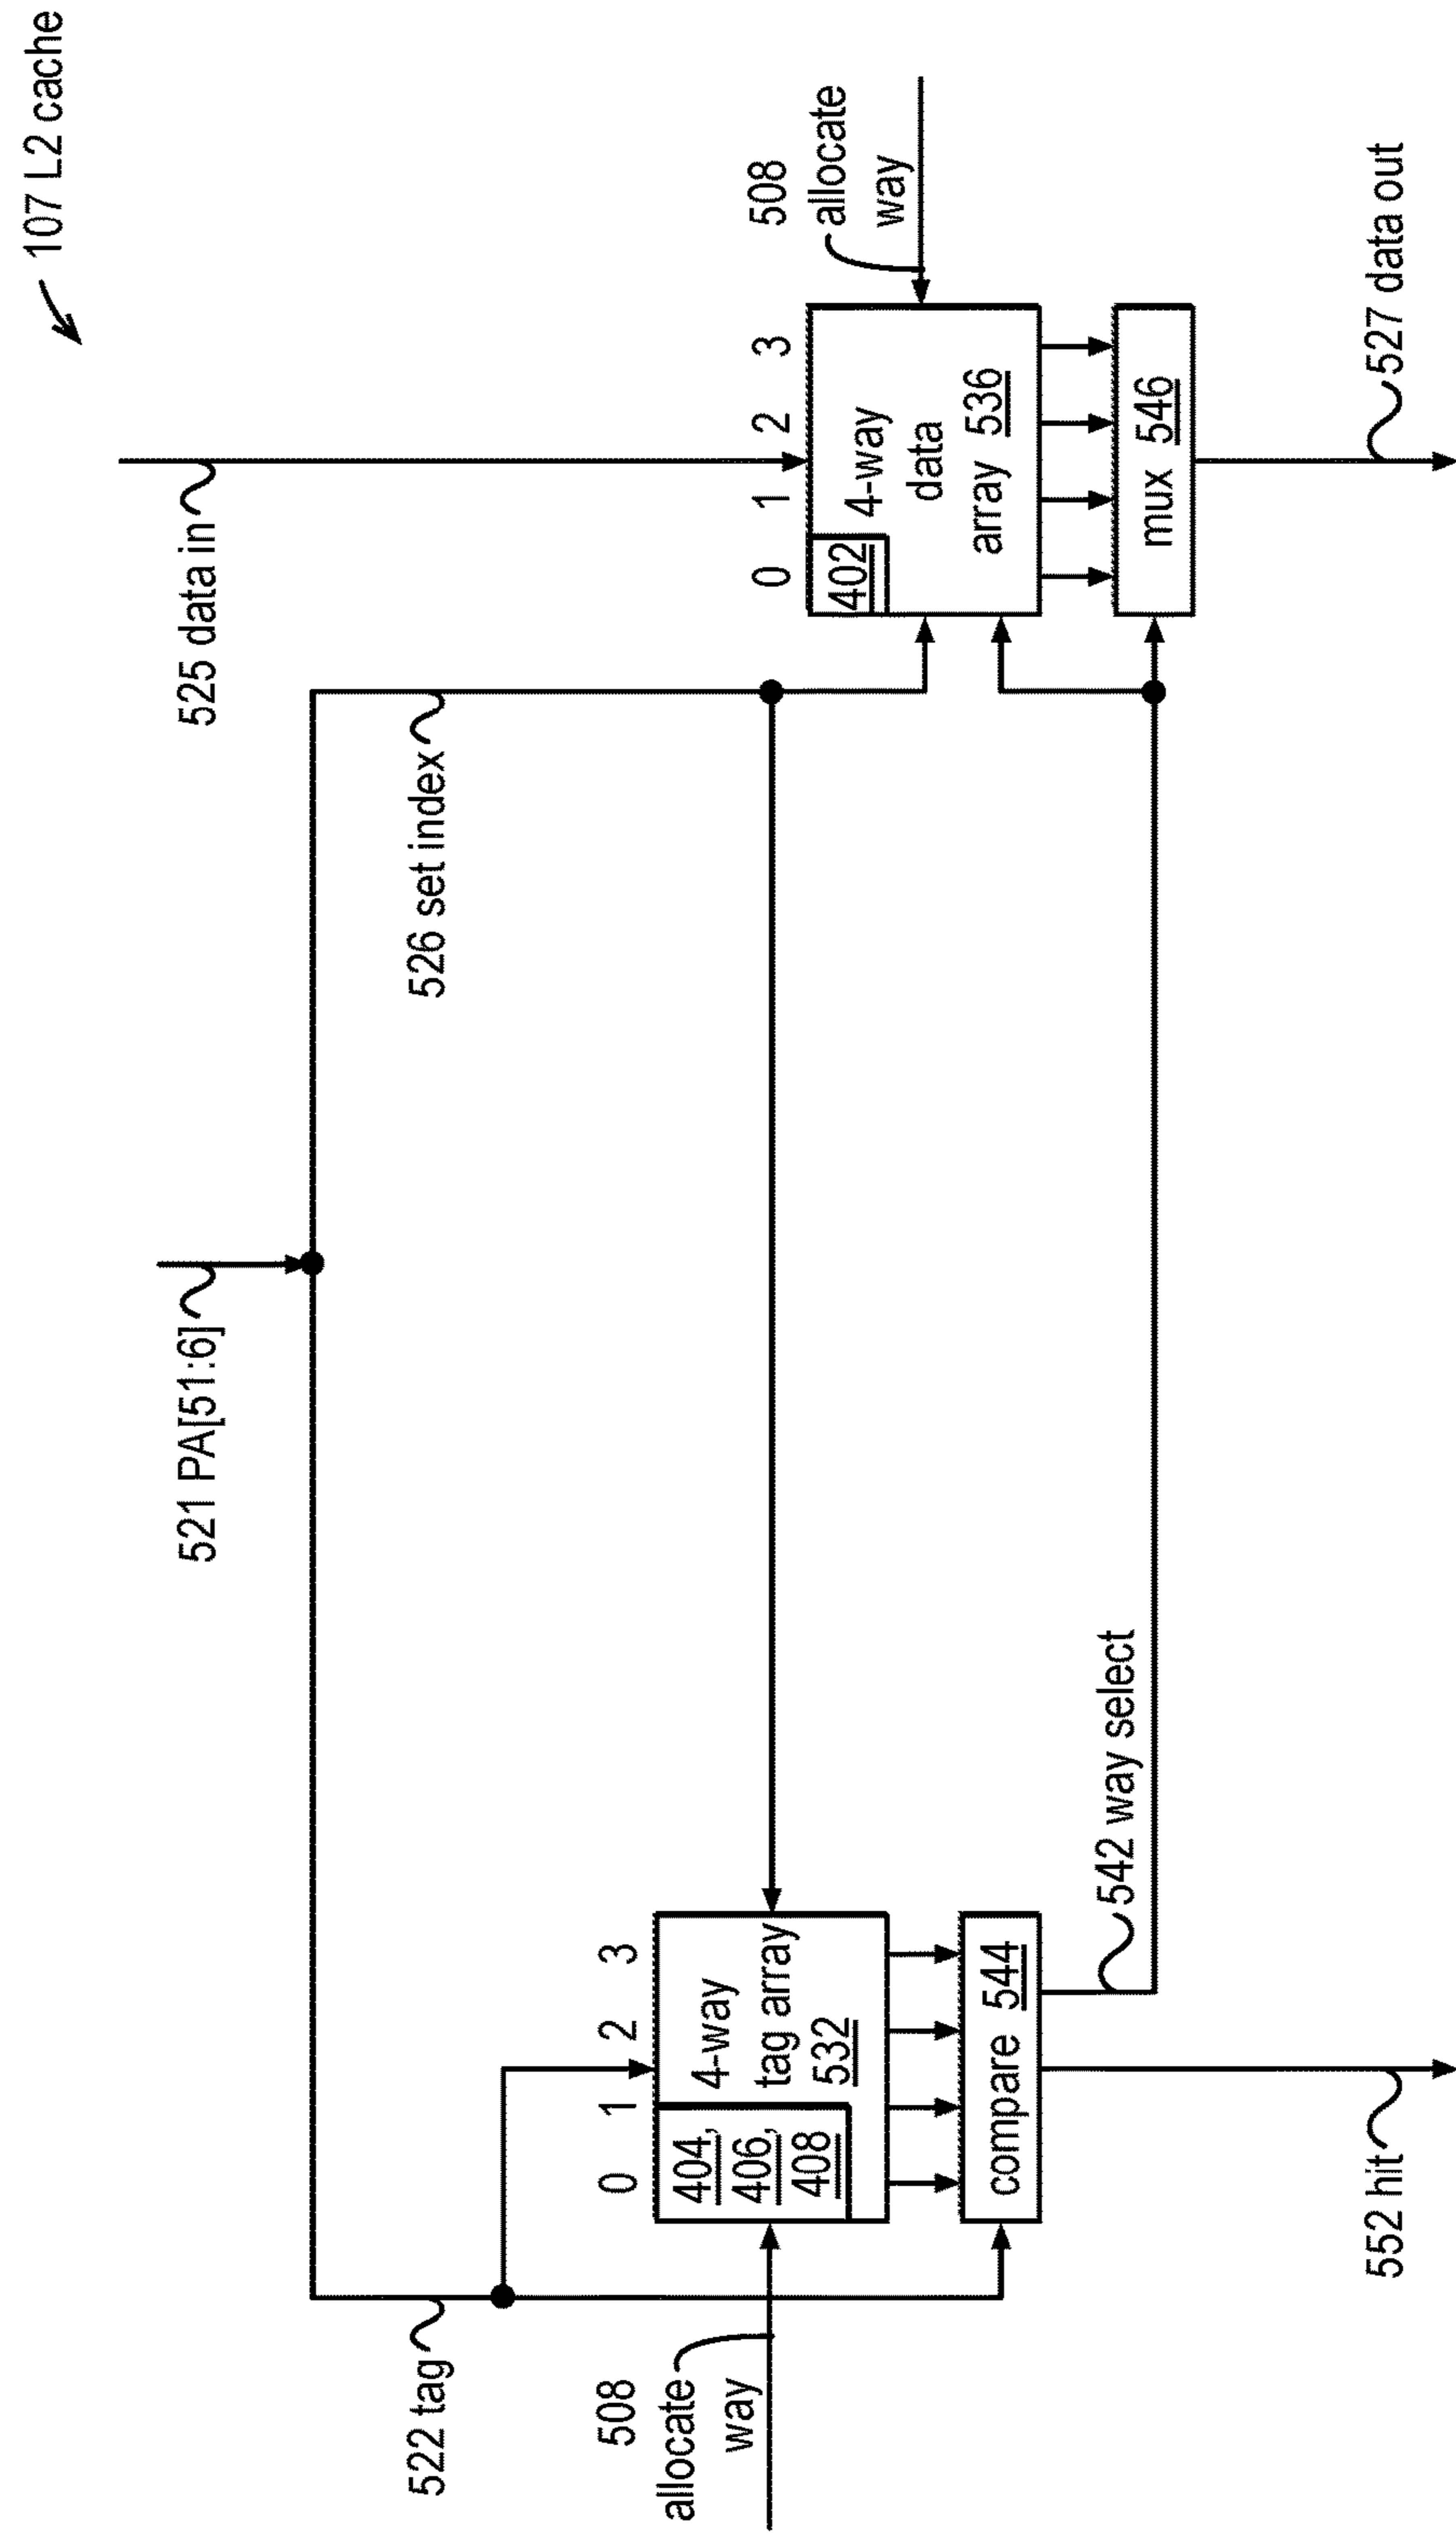 107 L2 cache
521 PA[51:6]
525 data in
522 tag
526 set index
508
allocate
way
0 1 2 3
404,
406,
408
4-way
tag array
532
508
allocate
way
0 1 2 3
402
4-way
data
array 536
compare 544
mux 546
542 way select
552 hit
527 data out